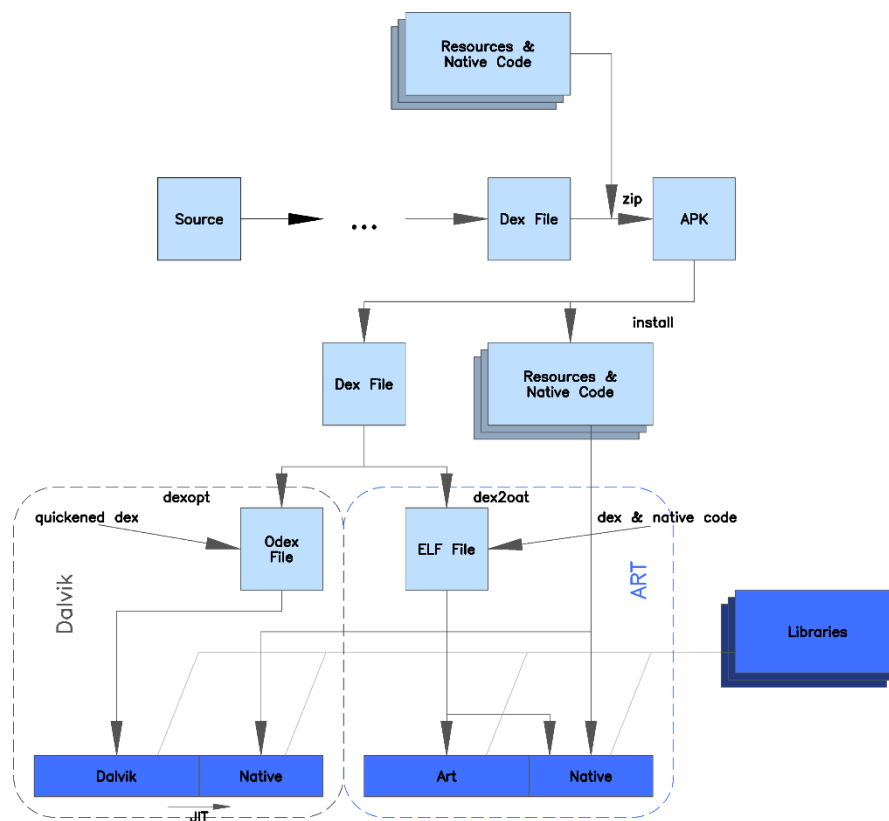 Resources &
Native Code
zip
Source
...
Dex File
APK
install
Dex File
Resources &
Native Code
dexopt
dex2oat
quickened dex
dex & native code
Odex
File
ELF File
Dalvik
ART
Libraries
Dalvik
Native
Art
Native
JIT